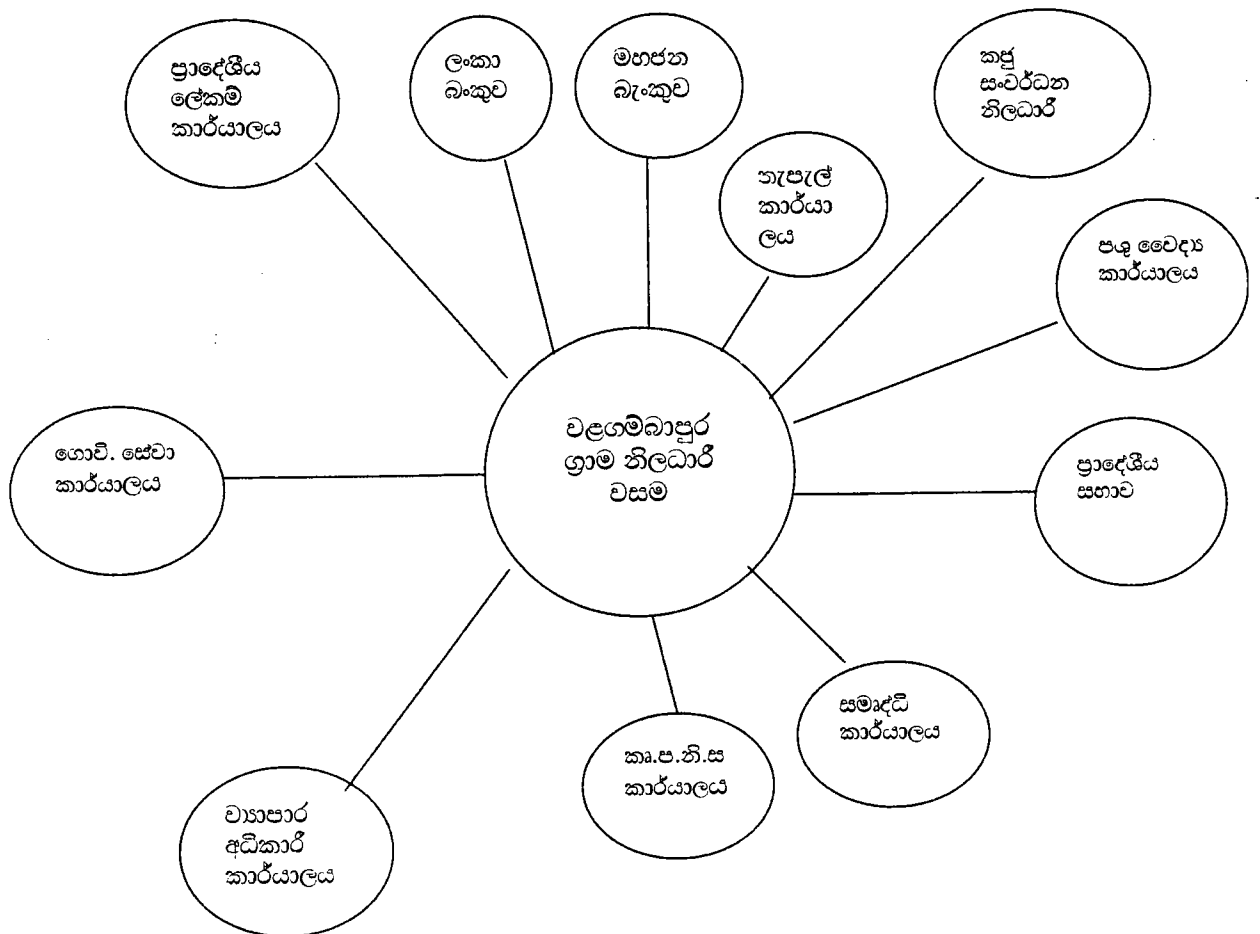 ප්‍රාදේශීය
ලේකම්
කාර්යාලය
ලංකා
බංකුව
මහජන
බැංකුව
කජු
සංවර්ධන
නිලධාරී
තැපැල්
කාර්යා
ලය
පශු වෛද්‍ය
කාර්යාලය
වළගම්බාපුර
ග්‍රාම නිලධාරී
වසම
ගොවි. සේවා
කාර්යාලය
ප්‍රාදේශීය
සභාව
සමෘද්ධි
කාර්යාලය
කෘ.ප.නි.ස
කාර්යාලය
ව්‍යාපාර
අධිකාරී
කාර්යාලය